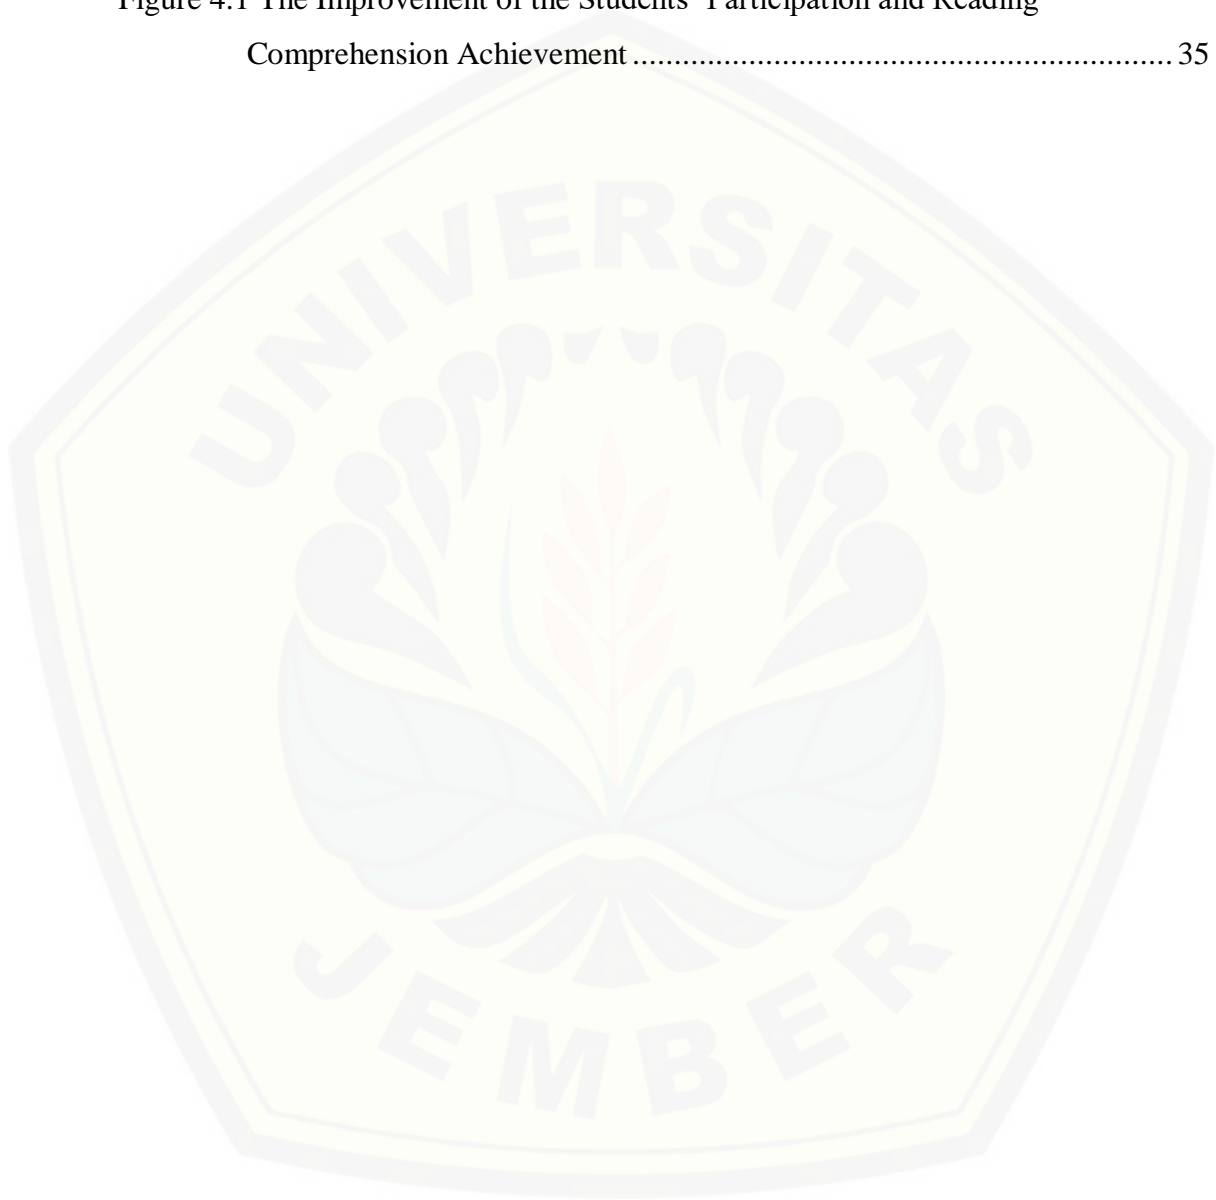 Figure 4.1 The Improvement of the Students' Participation and Reading
Comprehension Achievement ................................................................. 35
UNIVERSITAS
JEMBER